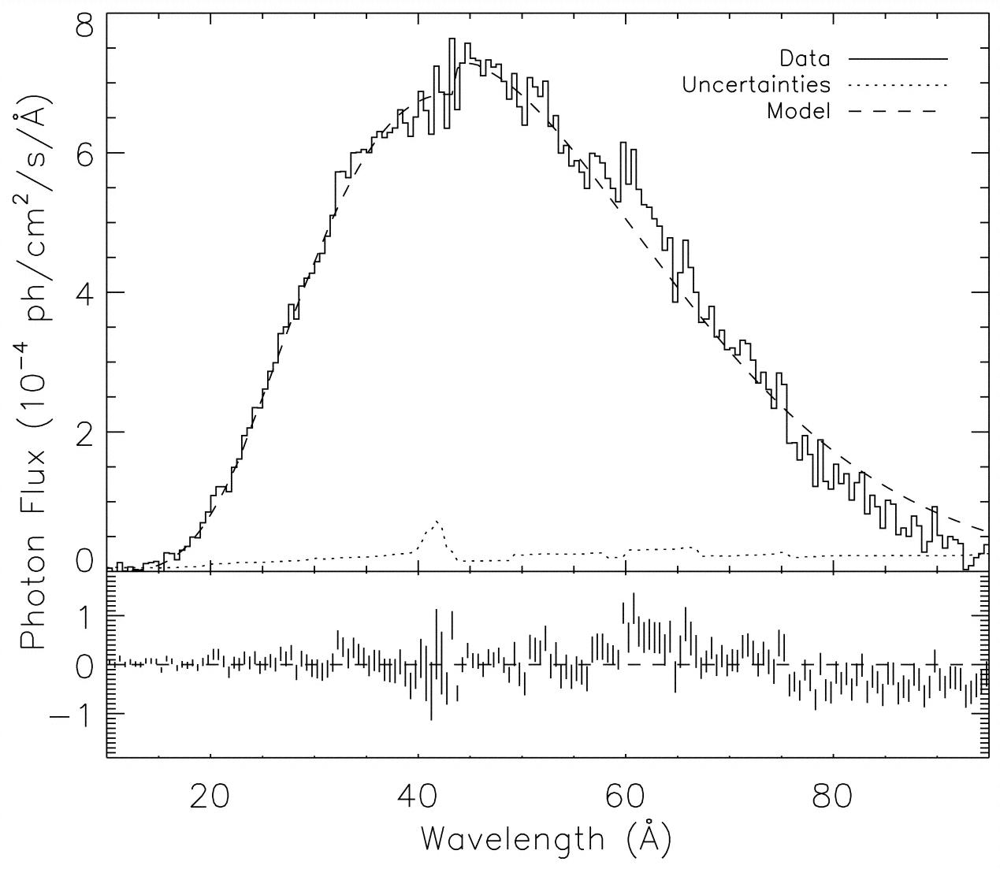 8
6
4
2
0
1
0
−1
Data
Uncertainties
Model
Photon Flux (10⁻⁴ ph/cm²/s/Å)
20 40 60 80
Wavelength (Å)